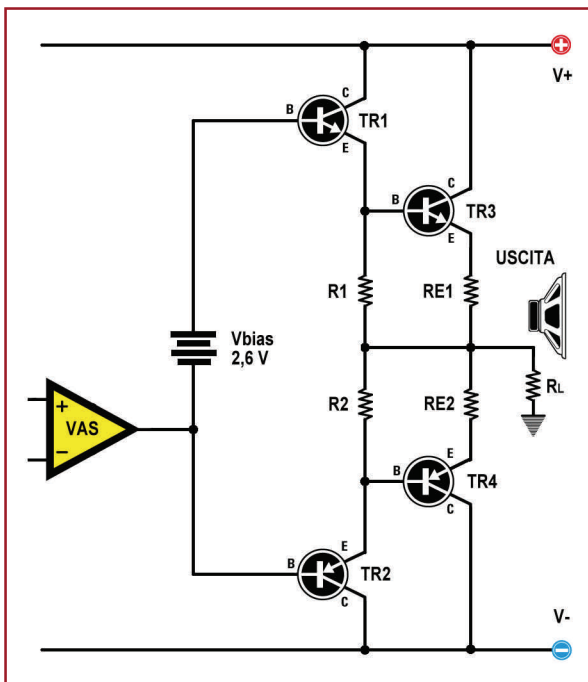 +
V+
C
B
TR1
E
C
B
TR3
E
USCITA
R1
RE1
Vbias
2,6 V
RL
+
VAS
−
R2
RE2
E
B
TR4
C
E
B
TR2
C
V-
−